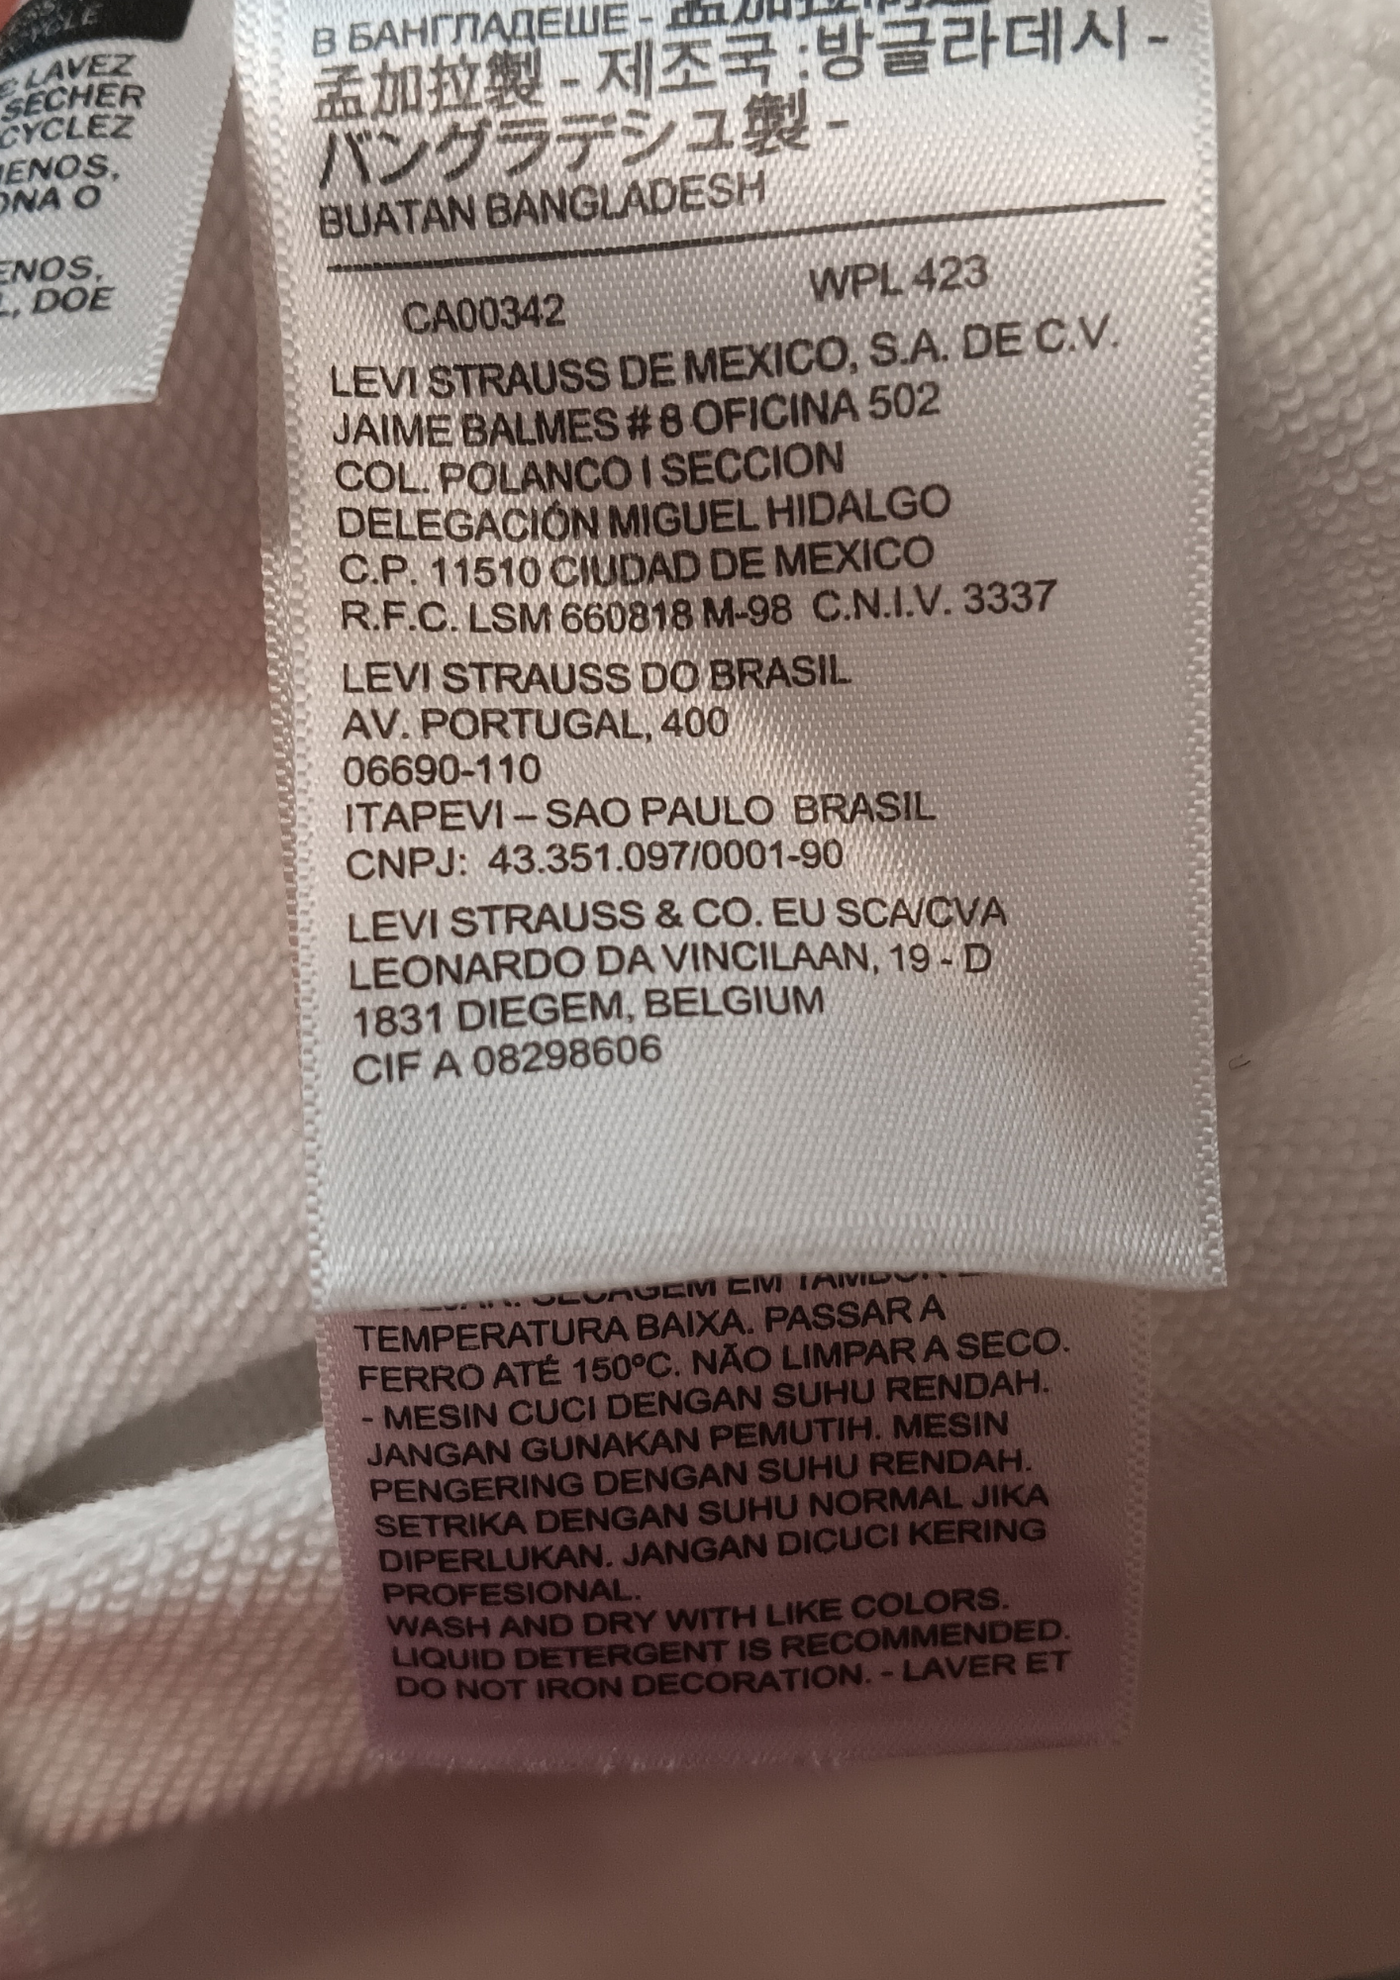 E LAVEZ
SECHER
CYCLEZ
ENOS,
ONA O
ENOS,
L, DOE
В БАНГЛАДЕШЕ -
孟加拉製 - 제조국 :방글라데시 -
バングラデシュ製 -
BUATAN BANGLADESH
CA00342 WPL 423
LEVI STRAUSS DE MEXICO, S.A. DE C.V.
JAIME BALMES # 8 OFICINA 502
COL. POLANCO I SECCION
DELEGACIÓN MIGUEL HIDALGO
C.P. 11510 CIUDAD DE MEXICO
R.F.C. LSM 660818 M-98 C.N.I.V. 3337
LEVI STRAUSS DO BRASIL
AV. PORTUGAL, 400
06690-110
ITAPEVI – SAO PAULO BRASIL
CNPJ: 43.351.097/0001-90
LEVI STRAUSS & CO. EU SCA/CVA
LEONARDO DA VINCILAAN, 19 - D
1831 DIEGEM, BELGIUM
CIF A 08298606
SECAGEM EM TAMBOR
TEMPERATURA BAIXA. PASSAR A
FERRO ATÉ 150ºC. NÃO LIMPAR A SECO.
- MESIN CUCI DENGAN SUHU RENDAH.
JANGAN GUNAKAN PEMUTIH. MESIN
PENGERING DENGAN SUHU RENDAH.
SETRIKA DENGAN SUHU NORMAL JIKA
DIPERLUKAN. JANGAN DICUCI KERING
PROFESIONAL.
WASH AND DRY WITH LIKE COLORS.
LIQUID DETERGENT IS RECOMMENDED.
DO NOT IRON DECORATION. - LAVER ET